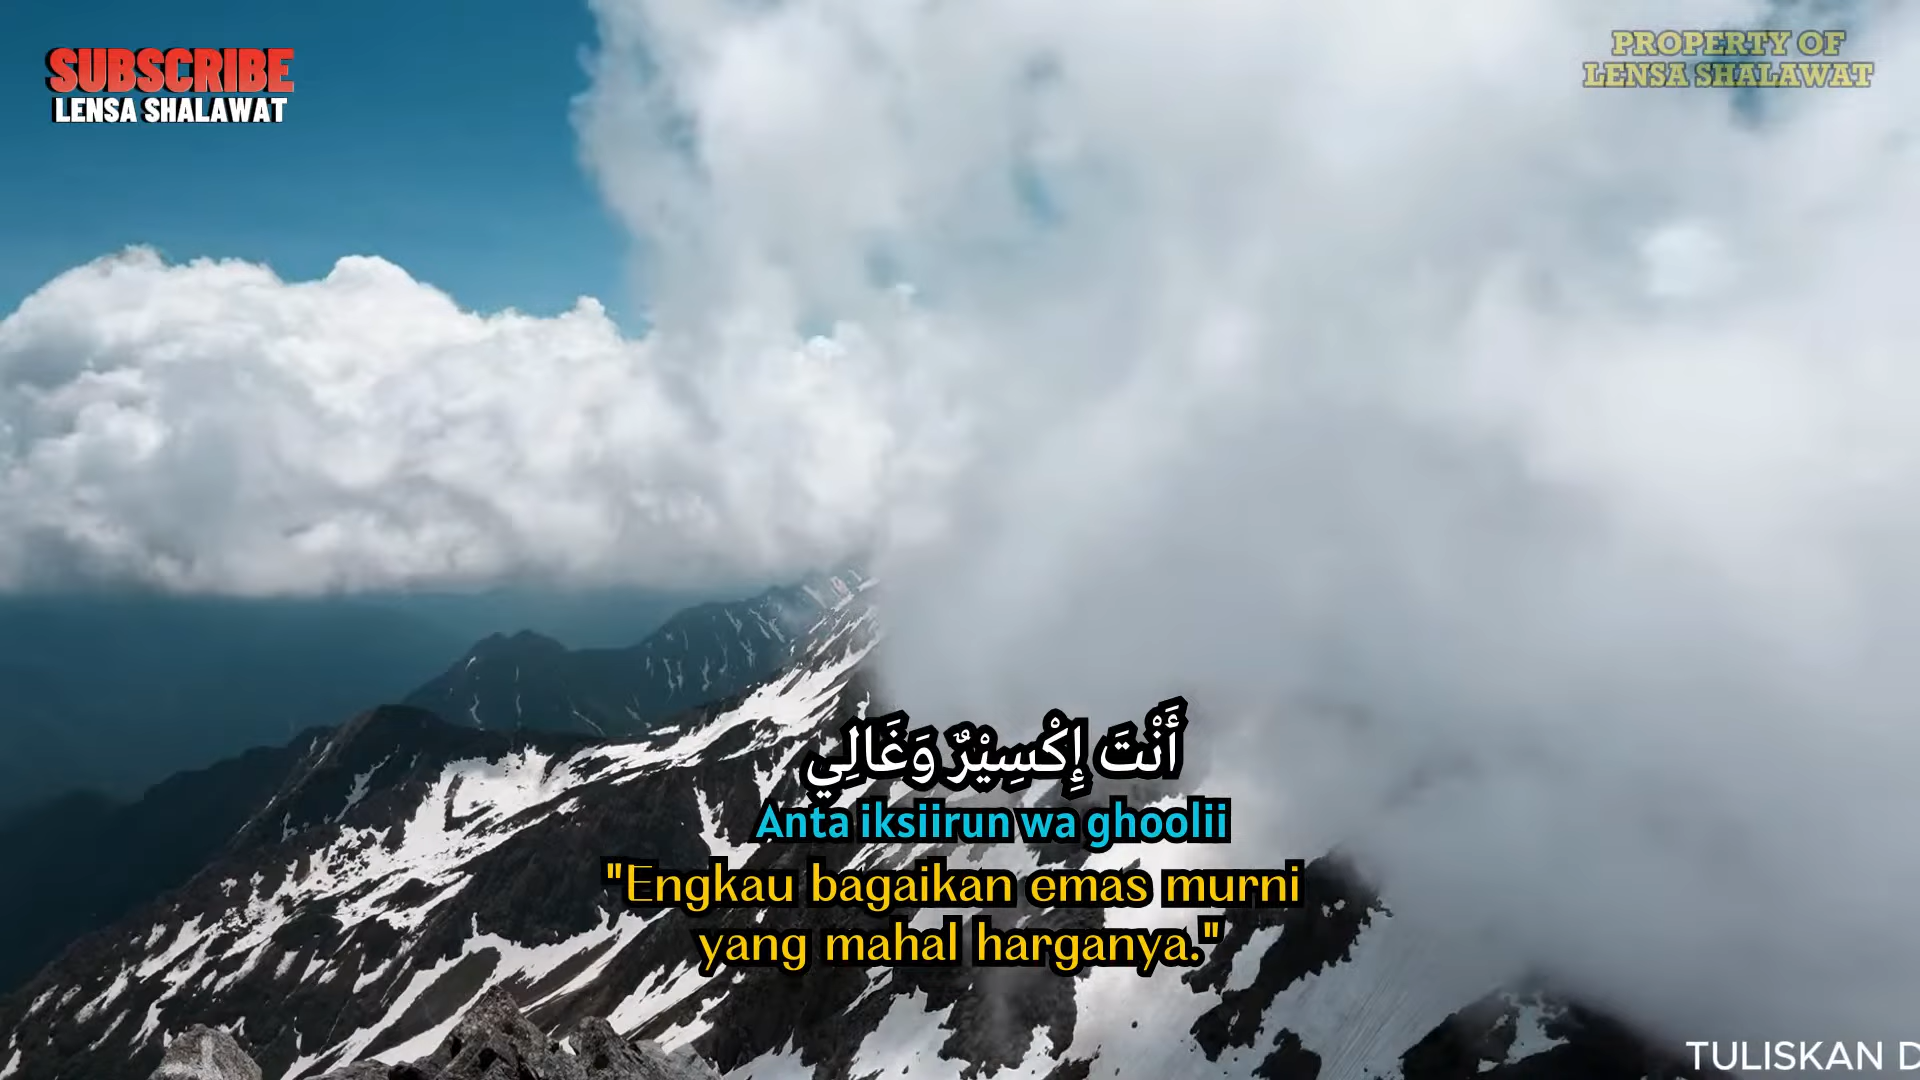 SUBSCRIBE
LENSA SHALAWAT
PROPERTY OF
LENSA SHALAWAT
أَنْتَ إِكْسِيْرٌ وَغَالِي
Anta iksiirun wa ghoolii
"Engkau bagaikan emas murni
yang mahal harganya."
TULISKAN D